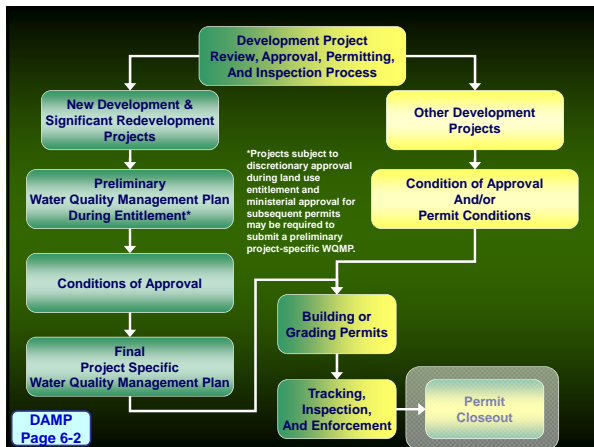 Development Project
Review, Approval, Permitting,
And Inspection Process
New Development &
Significant Redevelopment
Projects
Other Development
Projects
*Projects subject to
discretionary approval
during land use
entitlement and
ministerial approval for
subsequent permits
may be required to
submit a preliminary
project-specific WQMP.
Preliminary
Water Quality Management Plan
During Entitlement*
Condition of Approval
And/or
Permit Conditions
Conditions of Approval
Building or
Grading Permits
Final
Project Specific
Water Quality Management Plan
Tracking,
Inspection,
And Enforcement
Permit
Closeout
DAMP
Page 6-2